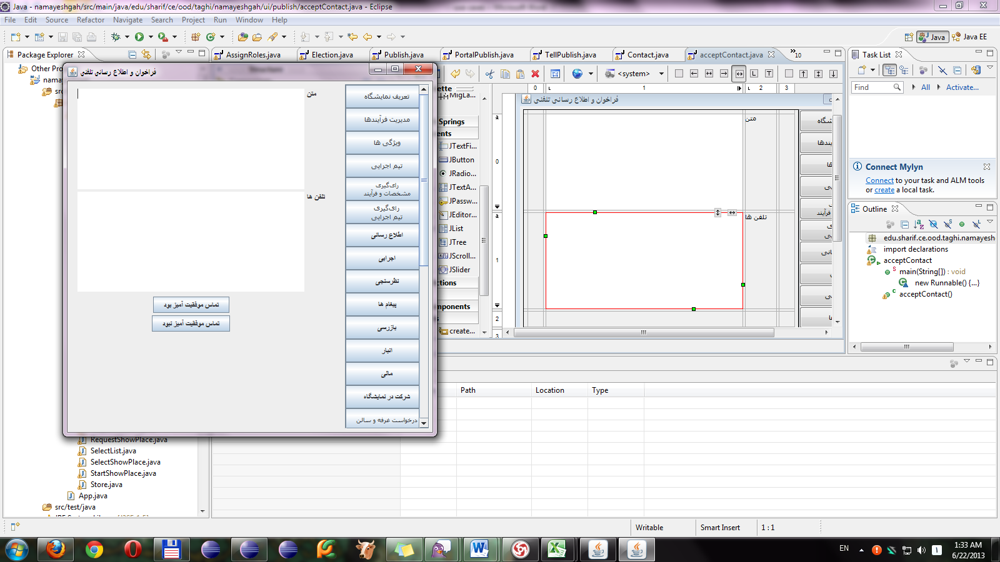 Java - namayeshgah/src/main/java/edu/sharif/ce/ood/taghi/namayeshgah/ui/publish/acceptContact.java - Eclipse
File Edit Source Refactor Navigate Search Project Run Window Help
Java
Java EE
Package Explorer
AssignRoles.java
Election.java
Publish.java
PortalPublish.java
TellPublish.java
Contact.java
acceptContact.java
10
Task List
<system>
L
T
Find
All
Activate...
Other Pro
namay
src
فراخوان و اطلاع رسانی تلفنی
متن
تلفن ها
تماس موفقیت آمیز بود
تماس موفقیت آمیز نبود
تعریف نمایشگاه
مدیریت فرآیندها
ویژگی ها
تیم اجرایی
رای‌گیری
مشخصات و فرآیند
رای‌گیری
تیم اجرایی
اطلاع رسانی
اجرایی
نظرسنجی
پیغام ها
بازرسی
انبار
مالی
شرکت در نمایشگاه
درخواست غرفه و سالن
ette
MigLa...
Springs
ents
JTextFi...
JButton
JRadio...
JTextA...
JPassw...
JEditor...
JList
JTree
JScroll...
JSlider
ctions
mponents
s
create...
0
1
2
3
0
1
2
3
فراخوان و اطلاع رسانی تلفنی
متن
تلفن ها
شگاه
یندها
ها
یی
ی
فرآیند
ی
یی
انی
ی
ی
ها
Connect Mylyn
Connect to your task and ALM tools
or create a local task.
Outline
edu.sharif.ce.ood.taghi.namayesh
import declarations
acceptContact
main(String[]) : void
new Runnable() {...}
acceptContact()
Path
Location
Type
RequestShowPlace.java
SelectList.java
SelectShowPlace.java
StartShowPlace.java
Store.java
App.java
src/test/java
Writable
Smart Insert
1 : 1
EN
1:33 AM
6/22/2013